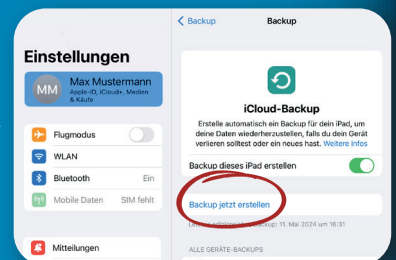 Einstellungen
MM
Max Mustermann
Apple-ID, iCloud+, Medien
& Käufe
Flugmodus
WLAN
Bluetooth Ein
Mobile Daten SIM fehlt
Mitteilungen
Backup
Backup
iCloud-Backup
Erstelle automatisch ein Backup für dein iPad, um
deine Daten wiederherzustellen, falls du dein Gerät
verlieren solltest oder ein neues hast. Weitere Infos
Backup dieses iPad erstellen
Backup jetzt erstellen
Backup: 11. Mai 2024 um 16:31
ALLE GERÄTE-BACKUPS